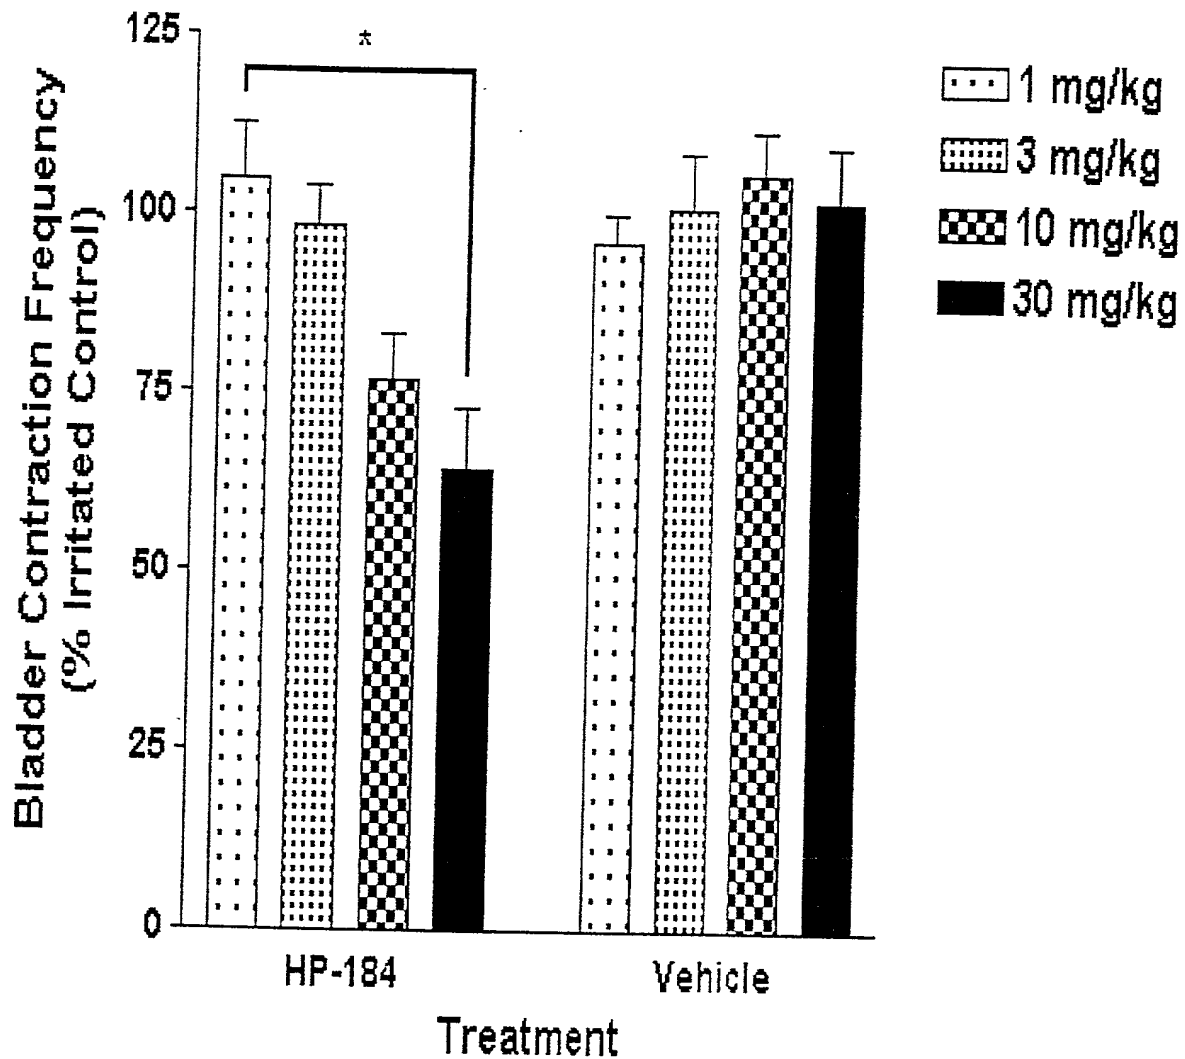 Bladder Contraction Frequency
(% Irritated Control)
125
100
75
50
25
0
*
HP-184
Vehicle
Treatment
1 mg/kg
3 mg/kg
10 mg/kg
30 mg/kg